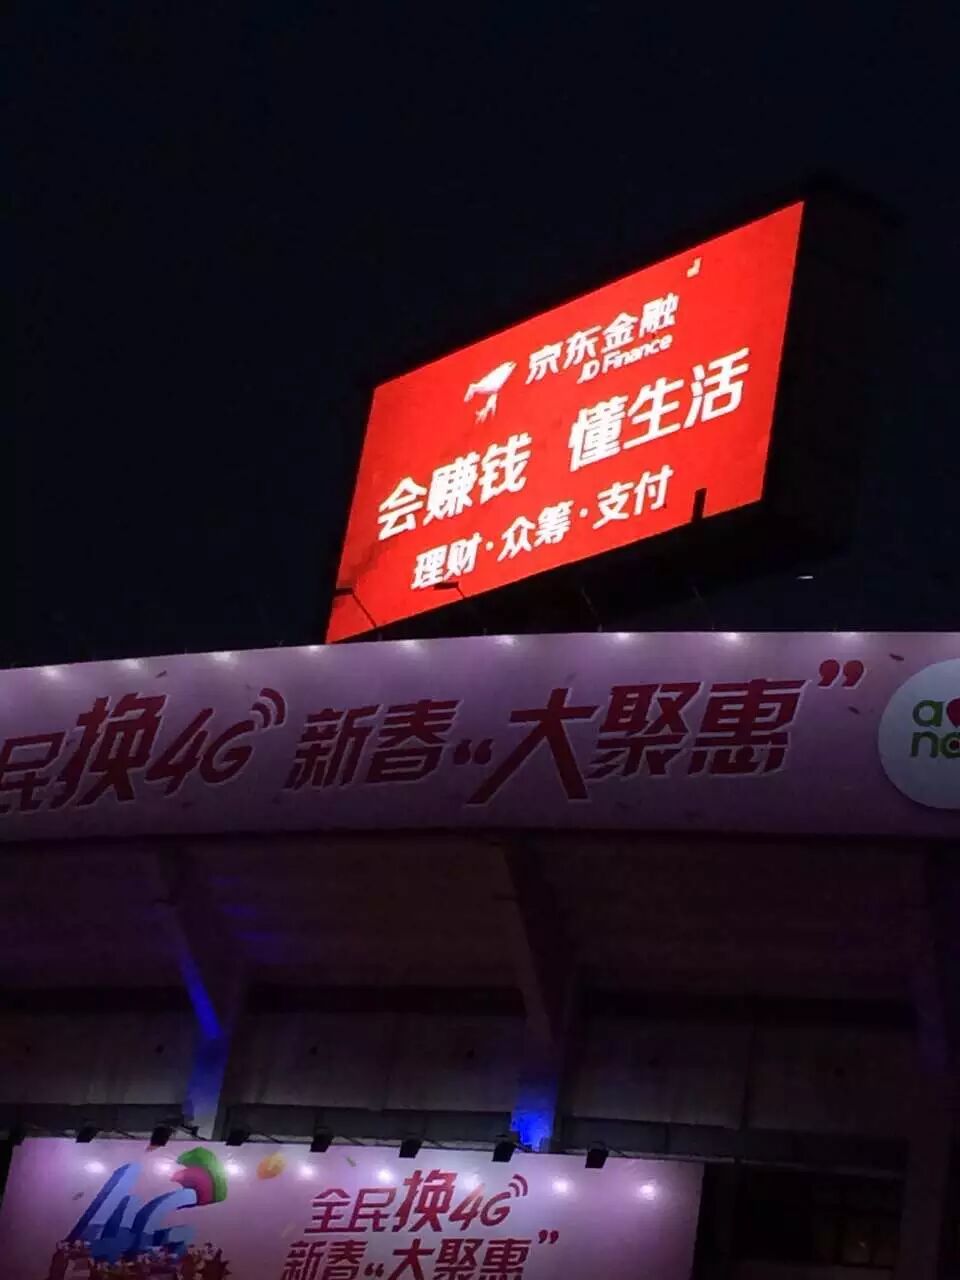 京东金融
JD Finance
会赚钱 懂生活
理财·众筹·支付
民换4G 新春“大聚惠”
4G
全民换4G
新春“大聚惠”